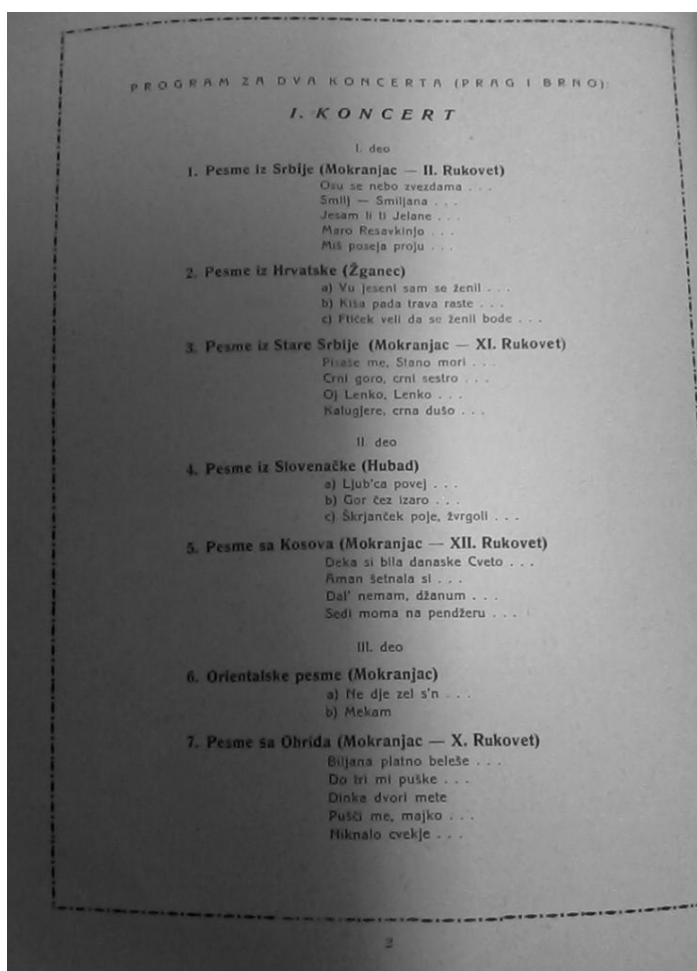 PROGRAM ZA DVA KONCERTA (PRAG I BRNO):
I. KONCERT
I. deo
1. Pesme iz Srbije (Mokranjac — II. Rukovet)
Osu se nebo zvezdama . . .
Smilj — Smiljana . . .
Jesam li ti Jelane . . .
Maro Resavkinjo . . .
Miš poseja proju . . .
2. Pesme iz Hrvatske (Žganec)
a) Vu jeseni sam se ženil . . .
b) Kiša pada trava raste . . .
c) Ftiček veli da se ženil bode . . .
3. Pesme iz Stare Srbije (Mokranjac — XI. Rukovet)
Pisaše me, Stano mori . . .
Crni goro, crni sestro . . .
Oj Lenko, Lenko . . .
Kalugjere, crna dušo . . .
II. deo
4. Pesme iz Slovenačke (Hubad)
a) Ljub'ca povej . . .
b) Gor čez izaro . . .
c) Škrjanček poje, žvrgoli . . .
5. Pesme sa Kosova (Mokranjac — XII. Rukovet)
Deka si bila danaske Cveto . . .
Aman šetnala si . . .
Dal' nemam, džanum . . .
Sedi moma na pendžeru . . .
III. deo
6. Orientalske pesme (Mokranjac)
a) Ne dje zel s'n . . .
b) Mekam
7. Pesme sa Ohrida (Mokranjac — X. Rukovet)
Biljana platno beleše . . .
Do tri mi puške . . .
Dinka dvori mete
Pušči me, majko . . .
Niknalo cvekje . . .
2